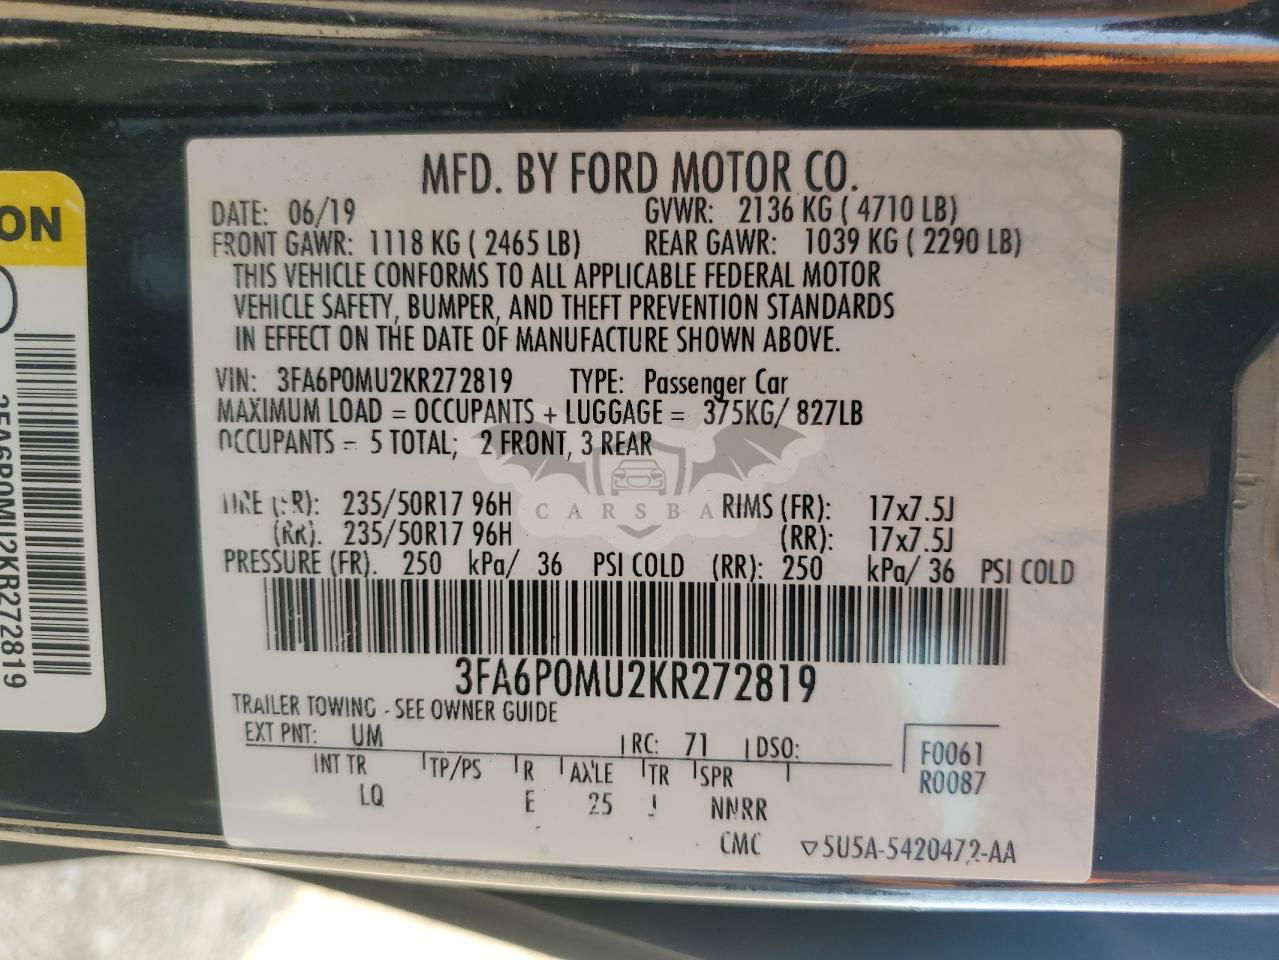 ON
3FA6P0MU2KR272819
MFD. BY FORD MOTOR CO.
DATE: 06/19 GVWR: 2136 KG ( 4710 LB)
FRONT GAWR: 1118 KG ( 2465 LB) REAR GAWR: 1039 KG ( 2290 LB)
THIS VEHICLE CONFORMS TO ALL APPLICABLE FEDERAL MOTOR
VEHICLE SAFETY, BUMPER, AND THEFT PREVENTION STANDARDS
IN EFFECT ON THE DATE OF MANUFACTURE SHOWN ABOVE.
VIN: 3FA6P0MU2KR272819 TYPE: Passenger Car
MAXIMUM LOAD = OCCUPANTS + LUGGAGE = 375KG/ 827LB
OCCUPANTS = 5 TOTAL; 2 FRONT, 3 REAR
TIRE (FR): 235/50R17 96H RIMS (FR): 17x7.5J
(RR): 235/50R17 96H (RR): 17x7.5J
CARSBA
PRESSURE (FR). 250 kPa/ 36 PSI COLD (RR): 250 kPa/ 36 PSI COLD
3FA6P0MU2KR272819
TRAILER TOWING - SEE OWNER GUIDE
EXT PNT: UM RC: 71 DSO:
F0061
INT TR TP/PS R AXLE TR SPR
R0087
LQ E 25 J NNRR
CMC ▽5U5A-5420472-AA